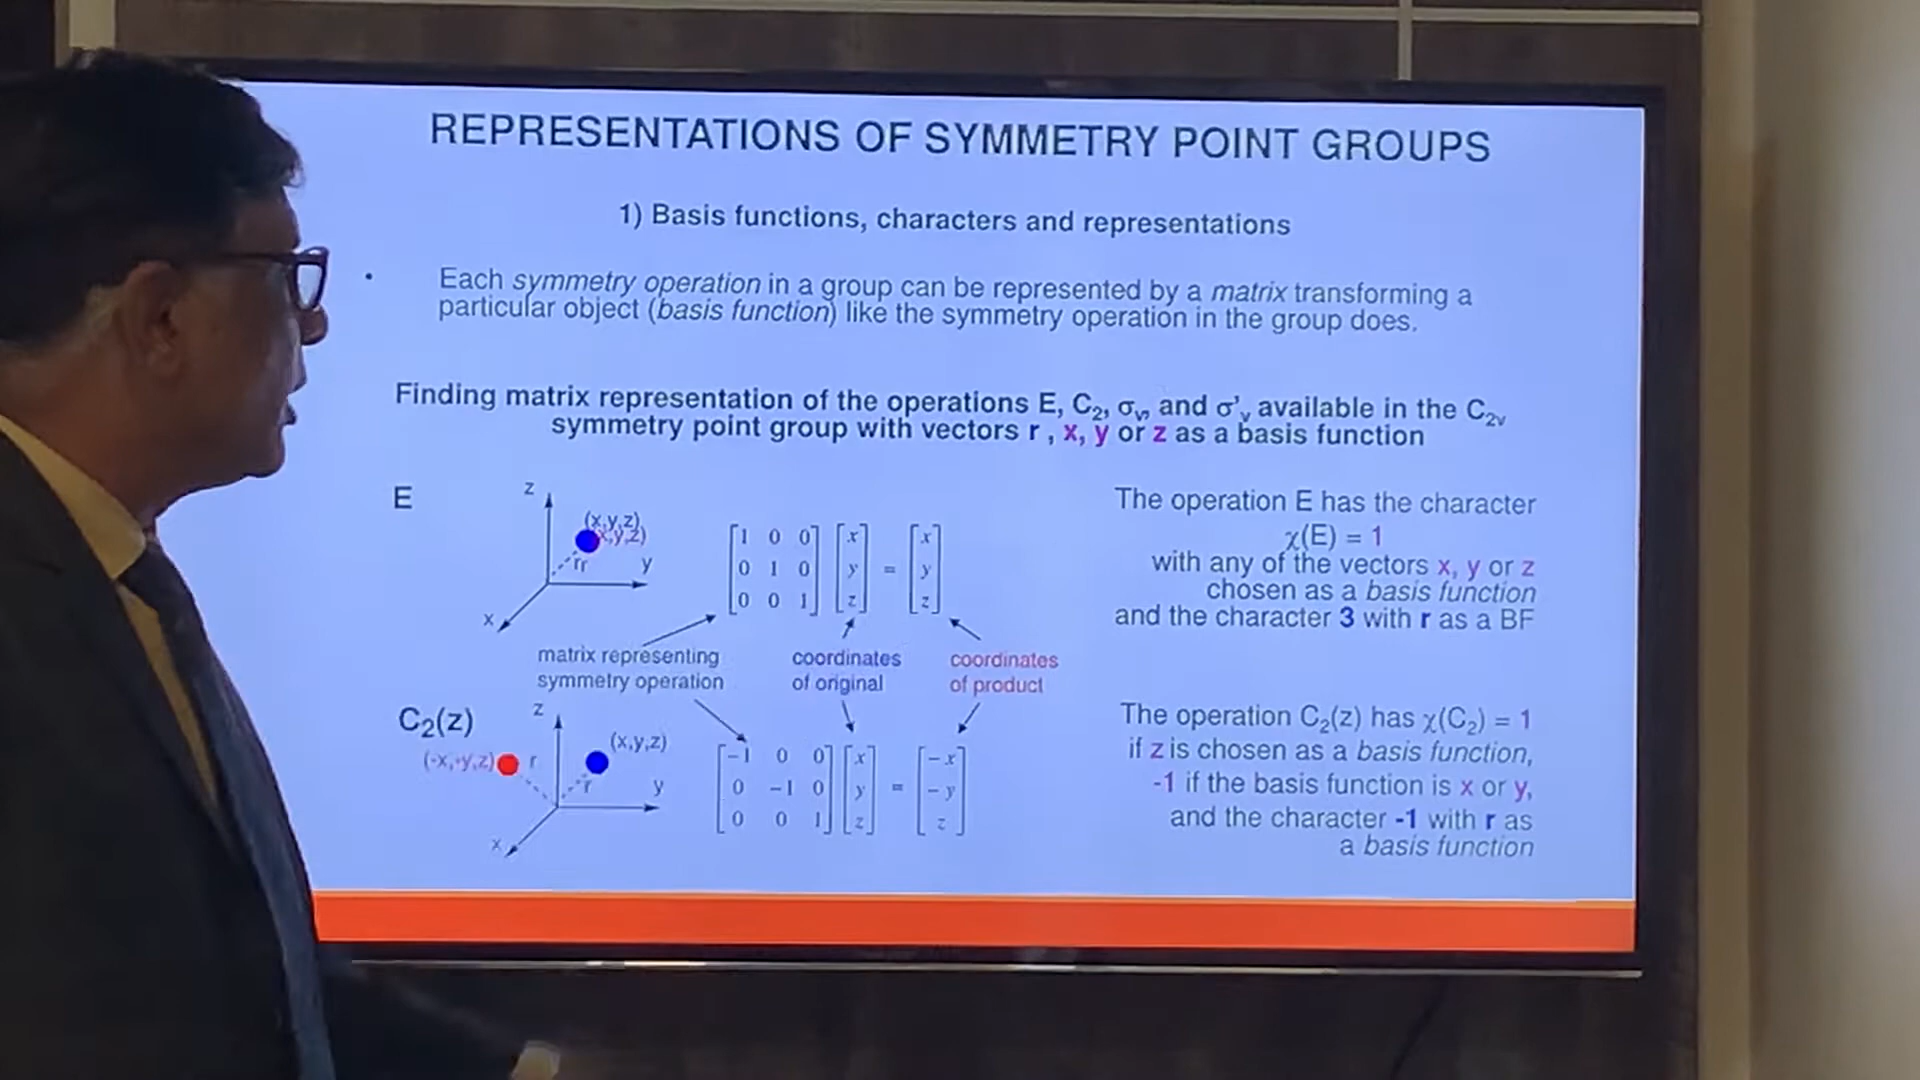 REPRESENTATIONS OF SYMMETRY POINT GROUPS
1) Basis functions, characters and representations
• Each symmetry operation in a group can be represented by a matrix transforming a
particular object (basis function) like the symmetry operation in the group does.
Finding matrix representation of the operations E, C₂, σᵥ, and σ'ᵥ available in the C₂ᵥ
symmetry point group with vectors r , x, y or z as a basis function
E
z
(x,y,z)
(x,y,z)
rr
y
x
[1 0 0] [x] [x]
[0 1 0] [y] = [y]
[0 0 1] [z] [z]
The operation E has the character
χ(E) = 1
with any of the vectors x, y or z
chosen as a basis function
and the character 3 with r as a BF
matrix representing
symmetry operation
coordinates
of original
coordinates
of product
C₂(z)
z
(x,y,z)
(-x,-y,z)
r
r
y
x
[-1 0 0] [x] [-x]
[0 -1 0] [y] = [-y]
[0 0 1] [z] [z]
The operation C₂(z) has χ(C₂) = 1
if z is chosen as a basis function,
-1 if the basis function is x or y,
and the character -1 with r as
a basis function